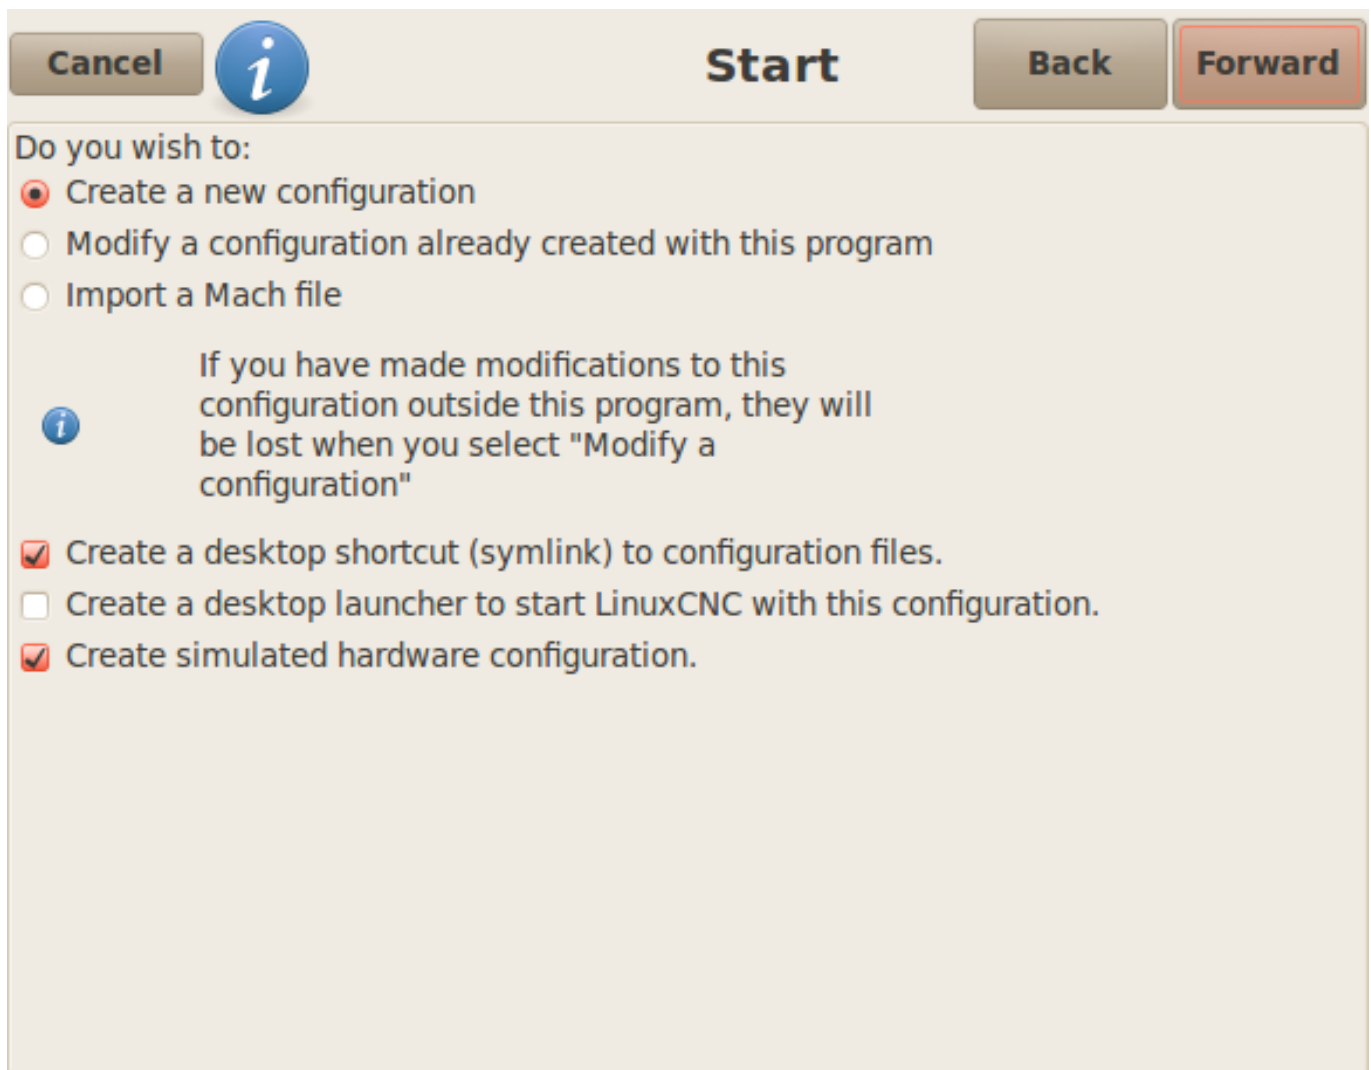 Cancel i Start Back Forward
Do you wish to:
Create a new configuration
Modify a configuration already created with this program
Import a Mach file
If you have made modifications to this
configuration outside this program, they will
i
be lost when you select "Modify a
configuration"
Create a desktop shortcut (symlink) to configuration files.
Create a desktop launcher to start LinuxCNC with this configuration.
Create simulated hardware configuration.